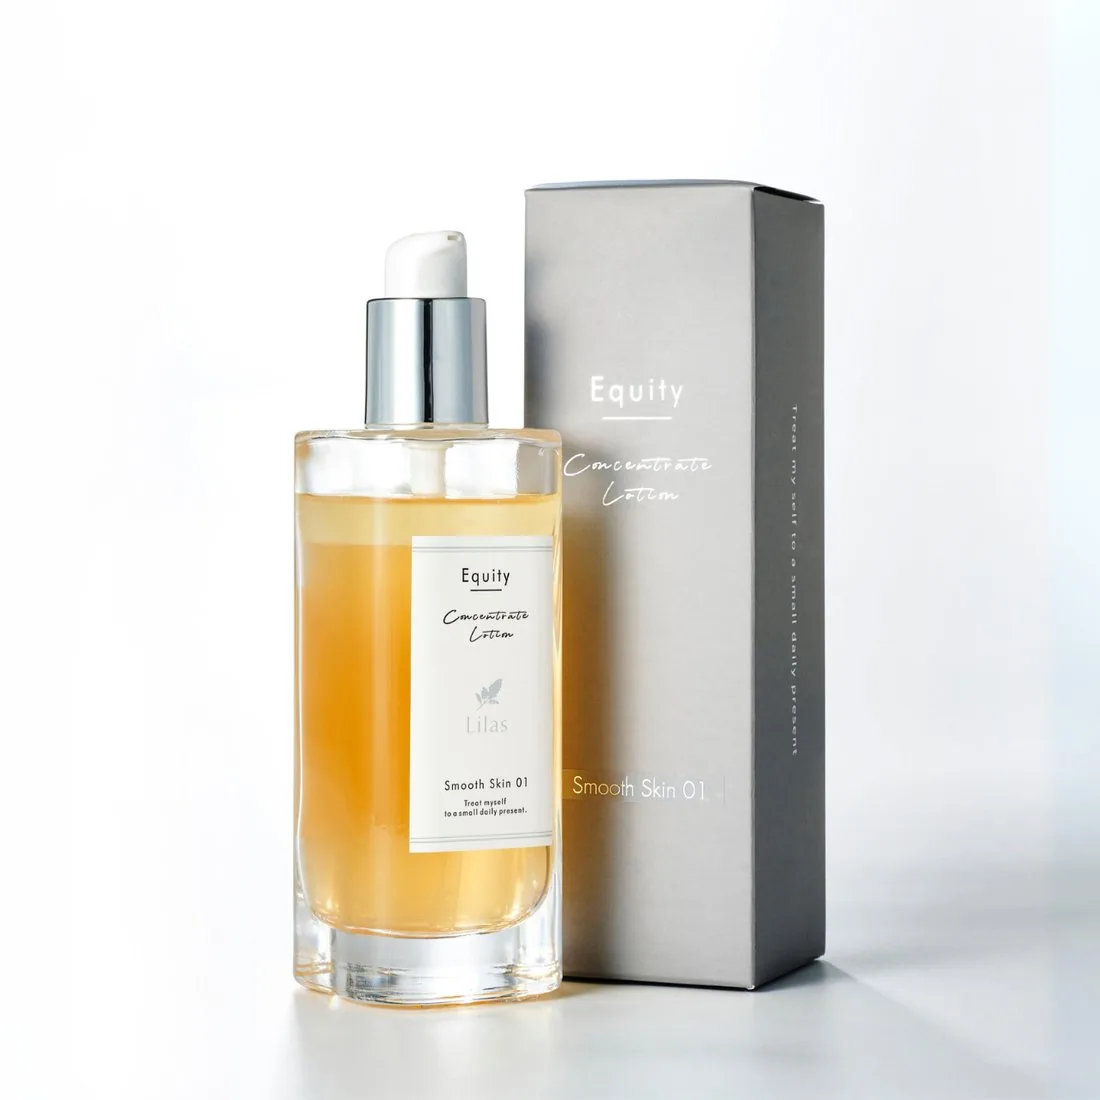 Equity
Concentrate
Lotion
Lilas
Smooth Skin 01
Treat myself
to a small daily present.
Equity
Concentrate
Lotion
Smooth Skin 01
Treat my self to a small daily present